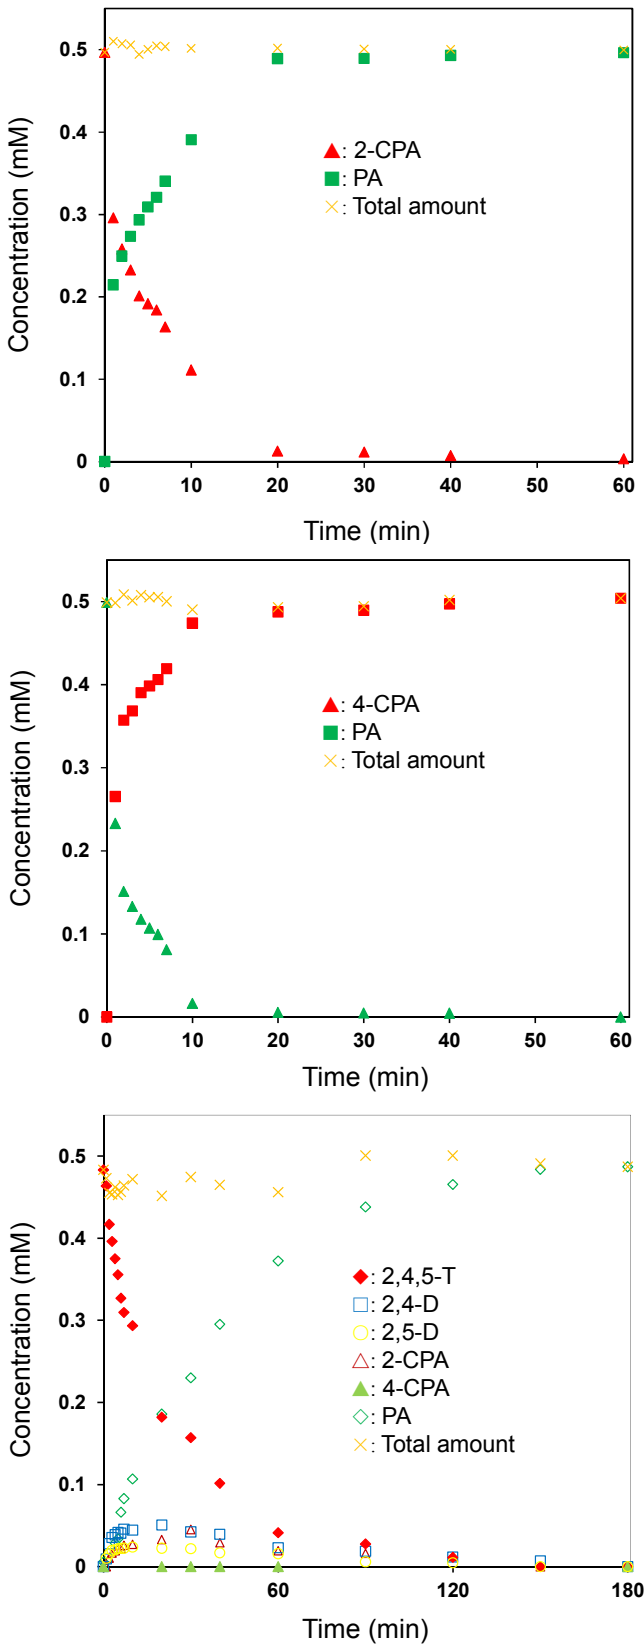 Concentration (mM)
0.5
0.4
0.3
0.2
0.1
0
: 2-CPA
: PA
: Total amount
0 10 20 30 40 50 60
Time (min)
Concentration (mM)
0.5
0.4
0.3
0.2
0.1
0
: 4-CPA
: PA
: Total amount
0 10 20 30 40 50 60
Time (min)
Concentration (mM)
0.5
0.4
0.3
0.2
0.1
0
: 2,4,5-T
: 2,4-D
: 2,5-D
: 2-CPA
: 4-CPA
: PA
: Total amount
0 60 120 180
Time (min)